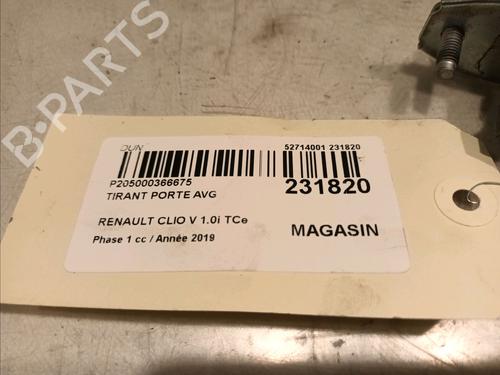 B-PARTS
DUN
52714001 231820
P205000366675
TIRANT PORTE AVG
231820
RENAULT CLIO V 1.0i TCe
MAGASIN
Phase 1 cc / Année 2019